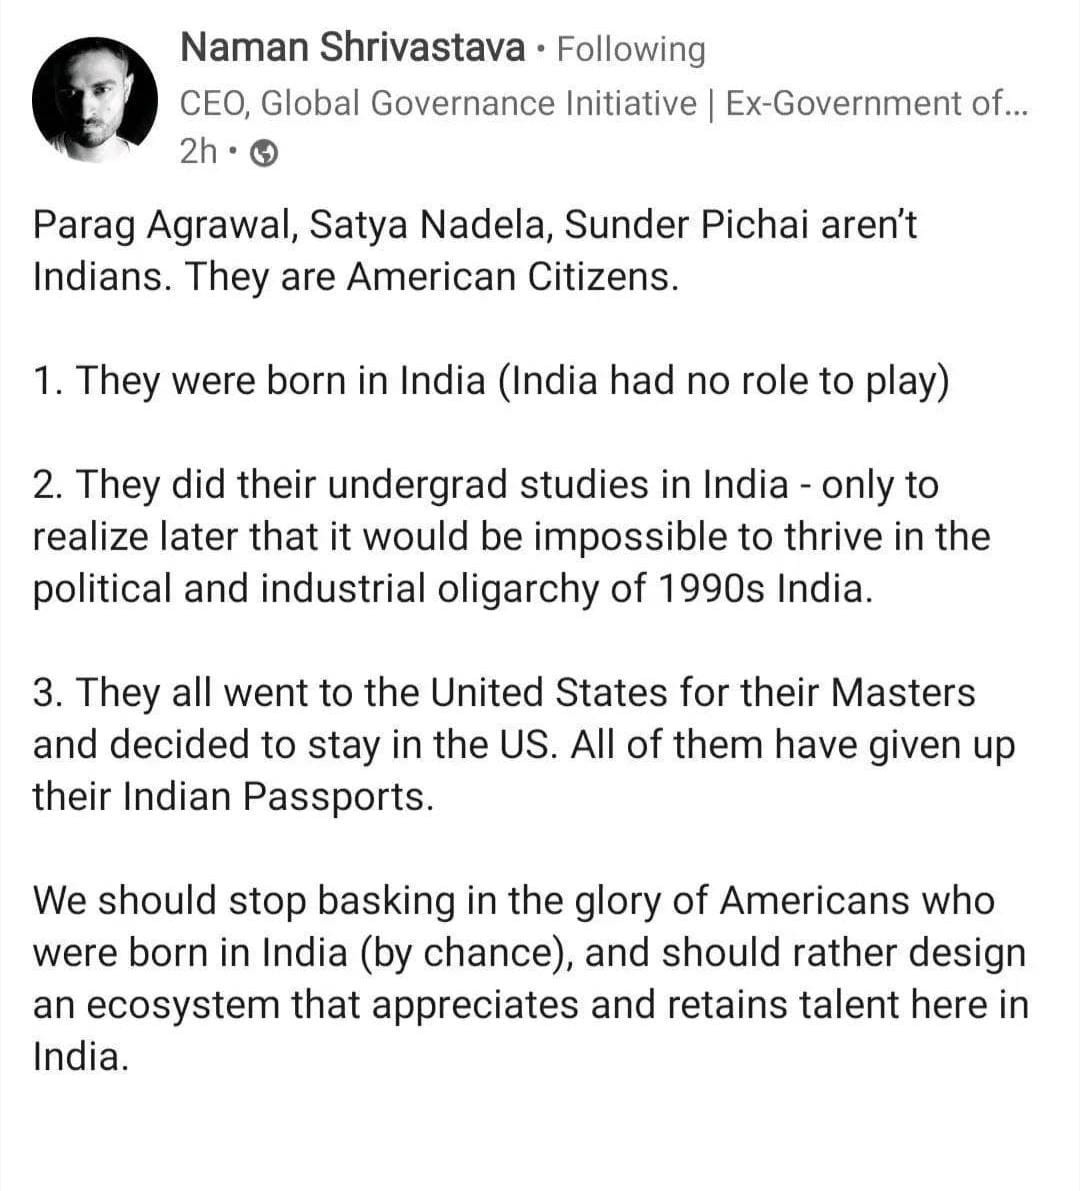 Naman Shrivastava • Following
CEO, Global Governance Initiative | Ex-Government of...
2h •
Parag Agrawal, Satya Nadela, Sunder Pichai aren't
Indians. They are American Citizens.
1. They were born in India (India had no role to play)
2. They did their undergrad studies in India - only to
realize later that it would be impossible to thrive in the
political and industrial oligarchy of 1990s India.
3. They all went to the United States for their Masters
and decided to stay in the US. All of them have given up
their Indian Passports.
We should stop basking in the glory of Americans who
were born in India (by chance), and should rather design
an ecosystem that appreciates and retains talent here in
India.